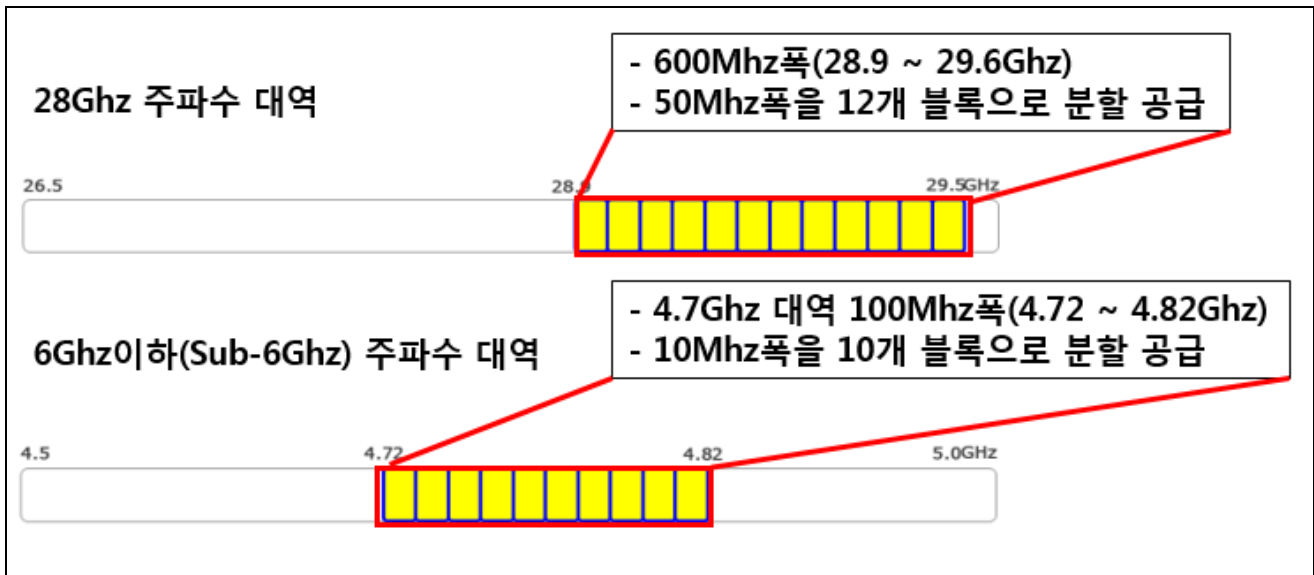 - 600Mhz폭(28.9 ~ 29.6Ghz)
- 50Mhz폭을 12개 블록으로 분할 공급
28Ghz 주파수 대역
26.5 28.9 29.5GHz
- 4.7Ghz 대역 100Mhz폭(4.72 ~ 4.82Ghz)
- 10Mhz폭을 10개 블록으로 분할 공급
6Ghz이하(Sub-6Ghz) 주파수 대역
4.5 4.72 4.82 5.0GHz